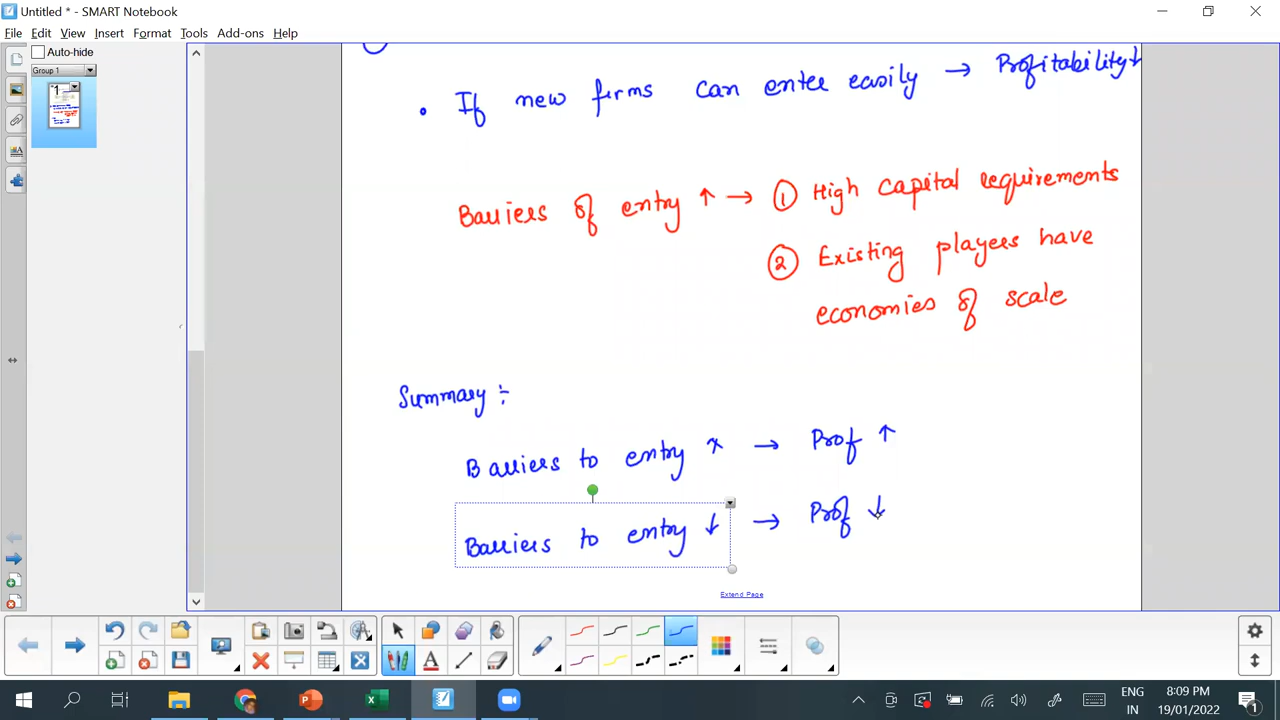 Untitled * - SMART Notebook
File Edit View Insert Format Tools Add-ons Help
Auto-hide
Group 1
1
• If new firms can enter easily → Profitability↓
Barriers of entry ↑ → ① High capital requirements
② Existing players have
economies of scale
Summary :-
Barriers to entry ↑ → Prof ↑
Barriers to entry ↓ → Prof ↓
Extend Page
ENG
IN
8:09 PM
19/01/2022
1